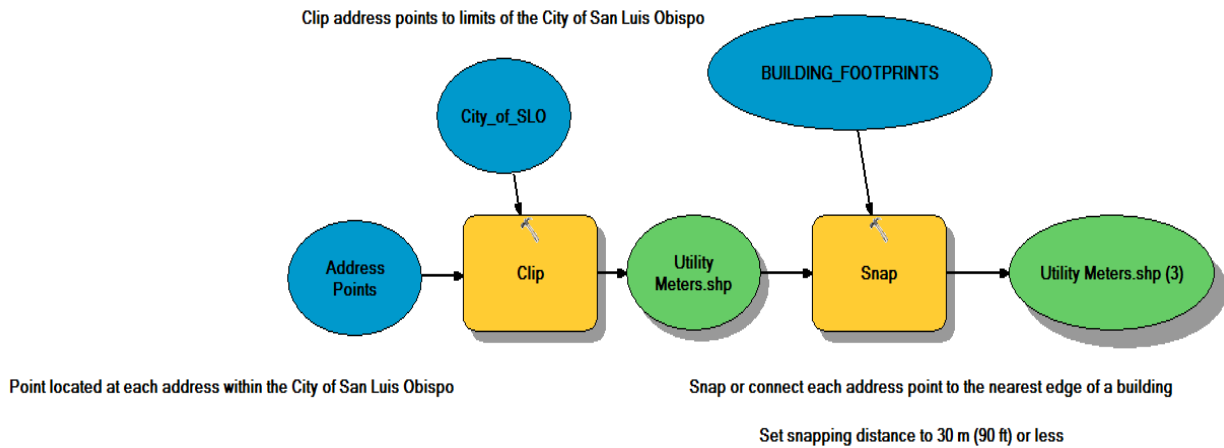 Clip address points to limits of the City of San Luis Obispo
BUILDING_FOOTPRINTS
City_of_SLO
Address
Points
Clip
Utility
Meters.shp
Snap
Utility Meters.shp (3)
Point located at each address within the City of San Luis Obispo
Snap or connect each address point to the nearest edge of a building
Set snapping distance to 30 m (90 ft) or less